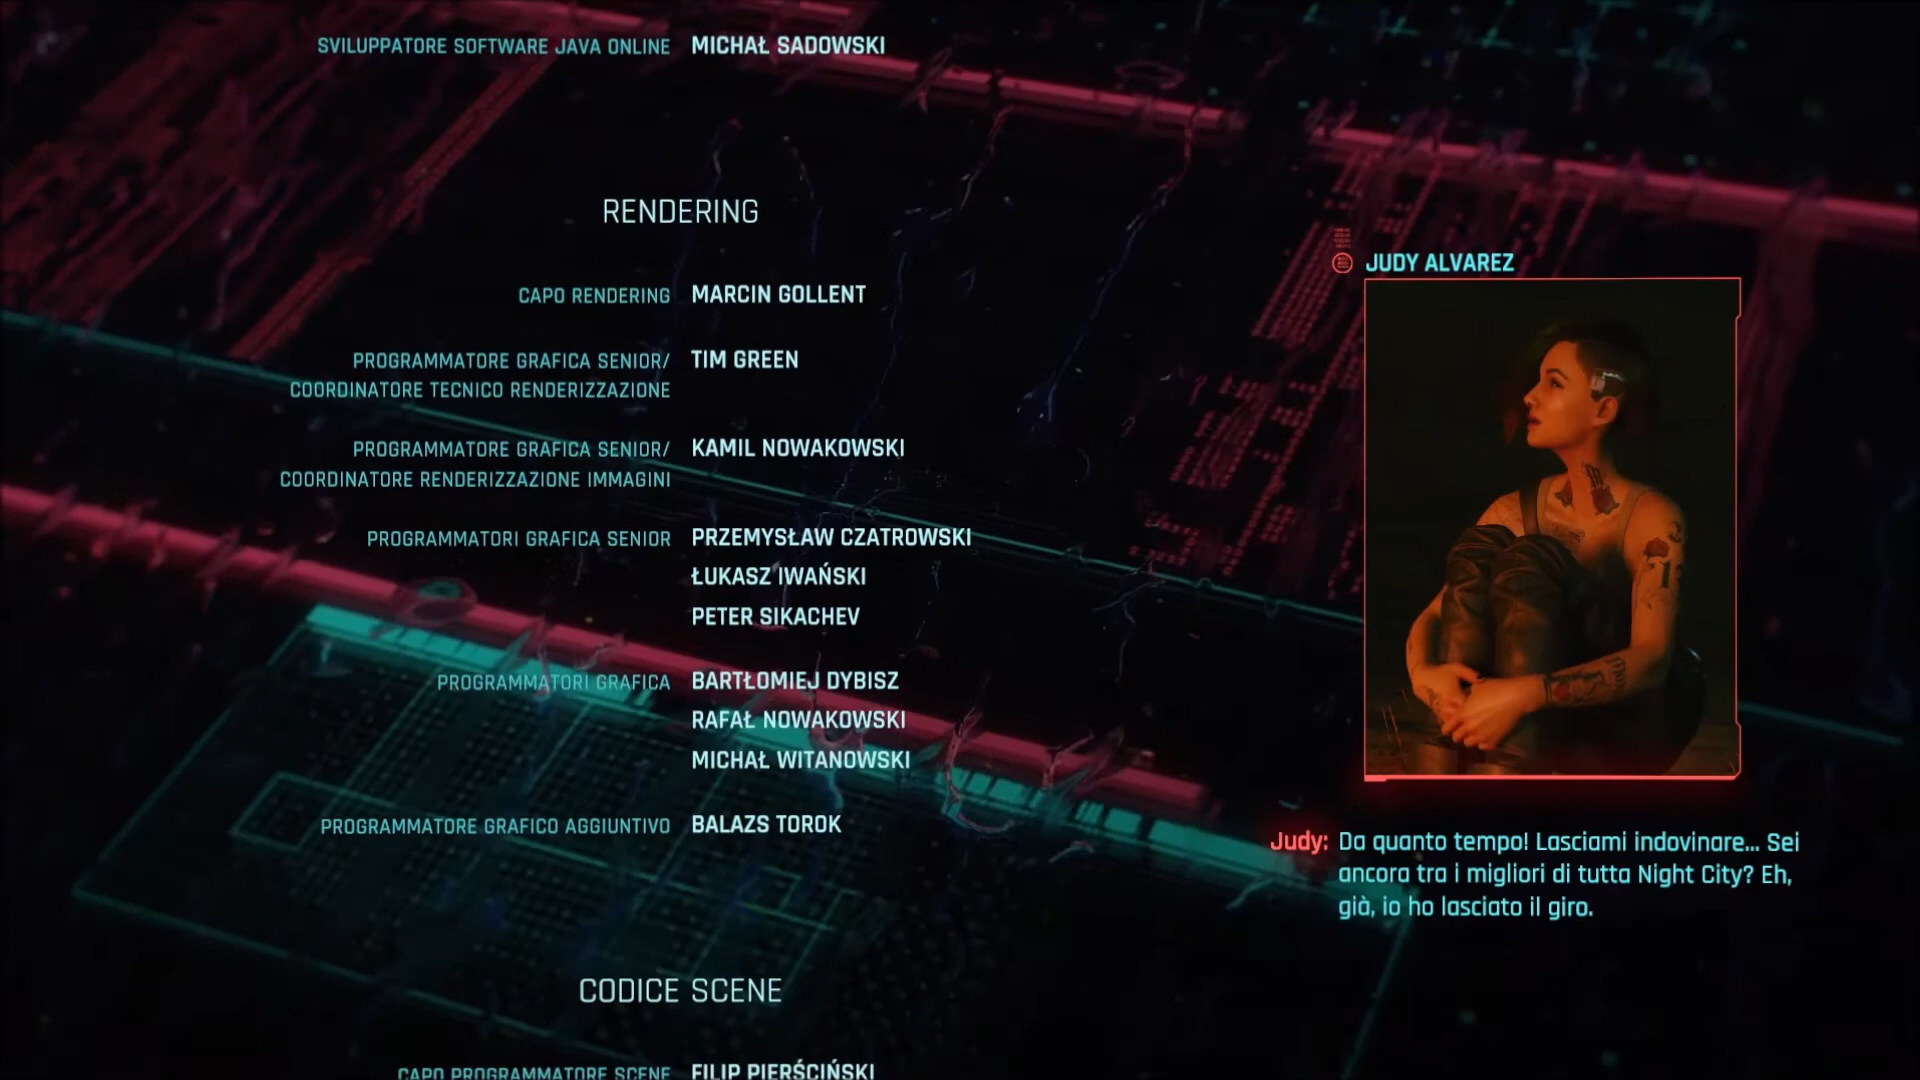 SVILUPPATORE SOFTWARE JAVA ONLINE MICHAŁ SADOWSKI
RENDERING
CAPO RENDERING MARCIN GOLLENT
PROGRAMMATORE GRAFICA SENIOR/ TIM GREEN
COORDINATORE TECNICO RENDERIZZAZIONE
PROGRAMMATORE GRAFICA SENIOR/ KAMIL NOWAKOWSKI
COORDINATORE RENDERIZZAZIONE IMMAGINI
PROGRAMMATORI GRAFICA SENIOR PRZEMYSŁAW CZATROWSKI
ŁUKASZ IWAŃSKI
PETER SIKACHEV
PROGRAMMATORI GRAFICA BARTŁOMIEJ DYBISZ
RAFAŁ NOWAKOWSKI
MICHAŁ WITANOWSKI
PROGRAMMATORE GRAFICO AGGIUNTIVO BALAZS TOROK
CODICE SCENE
CAPO PROGRAMMATORE SCENE FILIP PIERŚCIŃSKI
JUDY ALVAREZ
Judy: Da quanto tempo! Lasciami indovinare... Sei
ancora tra i migliori di tutta Night City? Eh,
già, io ho lasciato il giro.